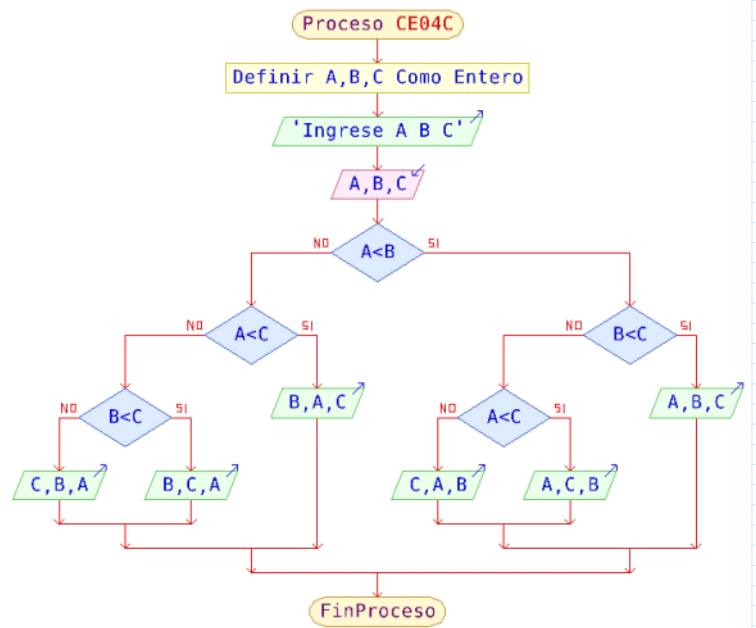 Proceso CE04C
Definir A,B,C Como Entero
'Ingrese A B C'
A,B,C
NO A<B SI
NO A<C SI
NO B<C SI
B,A,C
A,B,C
NO B<C SI
NO A<C SI
C,B,A
B,C,A
C,A,B
A,C,B
FinProceso